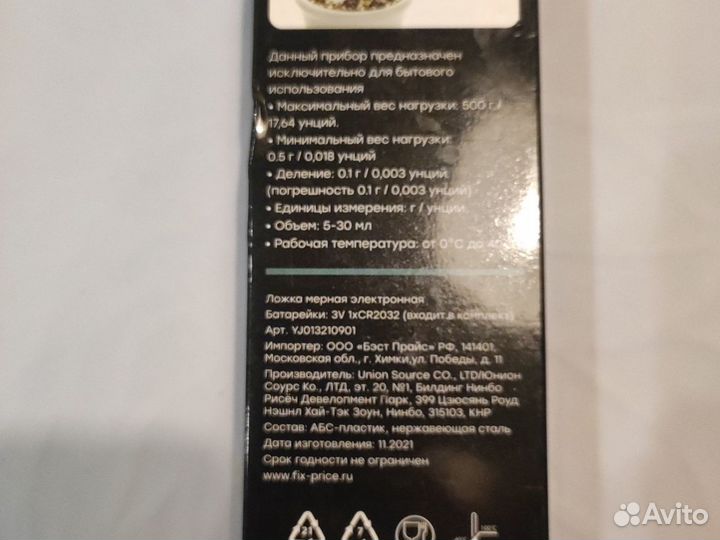 Данный прибор предназначен
исключительно для бытового
использования
• Максимальный вес нагрузки: 500 г /
17,64 унций.
• Минимальный вес нагрузки:
0.5 г / 0,018 унций
• Деление: 0.1 г / 0,003 унций
(погрешность 0.1 г / 0,003 унций)
• Единицы измерения: г / унции.
• Объем: 5-30 мл
• Рабочая температура: от 0°С до
Ложка мерная электронная
Батарейки: 3V 1xCR2032 (входит в комплект)
Арт. YJ013210901
Импортер: ООО «Бэст Прайс» РФ, 141401,
Московская обл., г. Химки,ул. Победы, д. 11
Производитель: Union Source CO., LTD/Юнион
Соурс Ко., ЛТД, эт. 20, №1, Билдинг Нинбо
Рисёч Девелопмент Парк, 399 Цзюсянь Роуд
Нэшнл Хай-Тэк Зоун, Нинбо, 315103, КНР
Состав: АБС-пластик, нержавеющая сталь
Дата изготовления: 11.2021
Срок годности не ограничен
www.fix-price.ru
21
7
Avito